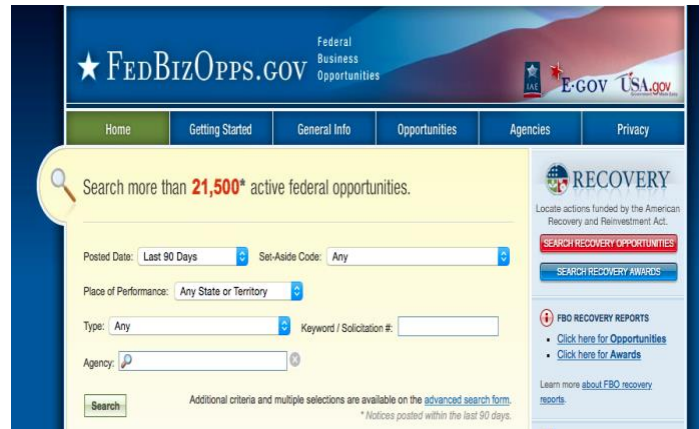 ★ FEDBIZOPPS.GOV
Federal
Business
Opportunities
IAE
E-GOV
USA.gov
Home
Getting Started
General Info
Opportunities
Agencies
Privacy
Search more than 21,500* active federal opportunities.
Posted Date: Last 90 Days
Set-Aside Code: Any
Place of Performance: Any State or Territory
Type: Any
Keyword / Solicitation #:
Agency:
Search
Additional criteria and multiple selections are available on the advanced search form.
* Notices posted within the last 90 days.
RECOVERY
Locate actions funded by the American
Recovery and Reinvestment Act.
SEARCH RECOVERY OPPORTUNITIES
SEARCH RECOVERY AWARDS
FBO RECOVERY REPORTS
• Click here for Opportunities
• Click here for Awards
Learn more about FBO recovery
reports.